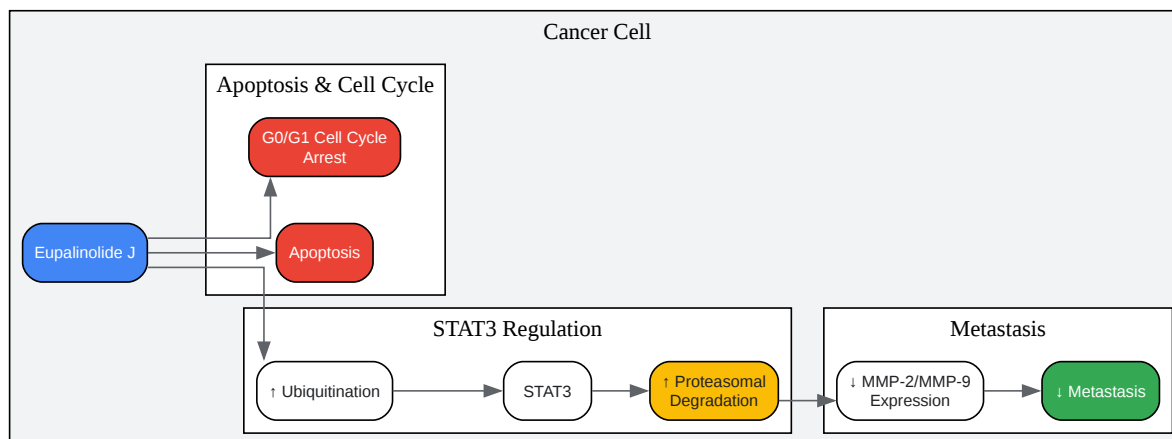 Cancer Cell
Apoptosis & Cell Cycle
G0/G1 Cell Cycle
Arrest
Eupalinolide J
Apoptosis
STAT3 Regulation
↑ Ubiquitination
STAT3
↑ Proteasomal
Degradation
Metastasis
↓ MMP-2/MMP-9
Expression
↓ Metastasis